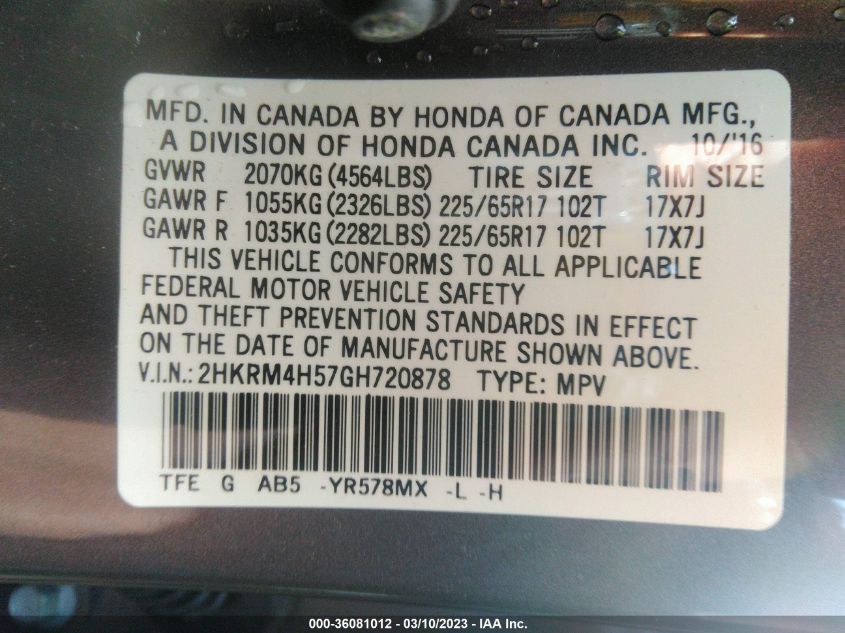 MFD. IN CANADA BY HONDA OF CANADA MFG.,
A DIVISION OF HONDA CANADA INC. 10/'16
GVWR 2070KG (4564LBS) TIRE SIZE RIM SIZE
GAWR F 1055KG (2326LBS) 225/65R17 102T 17X7J
GAWR R 1035KG (2282LBS) 225/65R17 102T 17X7J
THIS VEHICLE CONFORMS TO ALL APPLICABLE
FEDERAL MOTOR VEHICLE SAFETY
AND THEFT PREVENTION STANDARDS IN EFFECT
ON THE DATE OF MANUFACTURE SHOWN ABOVE.
V.I.N.: 2HKRM4H57GH720878 TYPE: MPV
TFE G AB5 -YR578MX -L -H
000-36081012 - 03/10/2023 - IAA Inc.